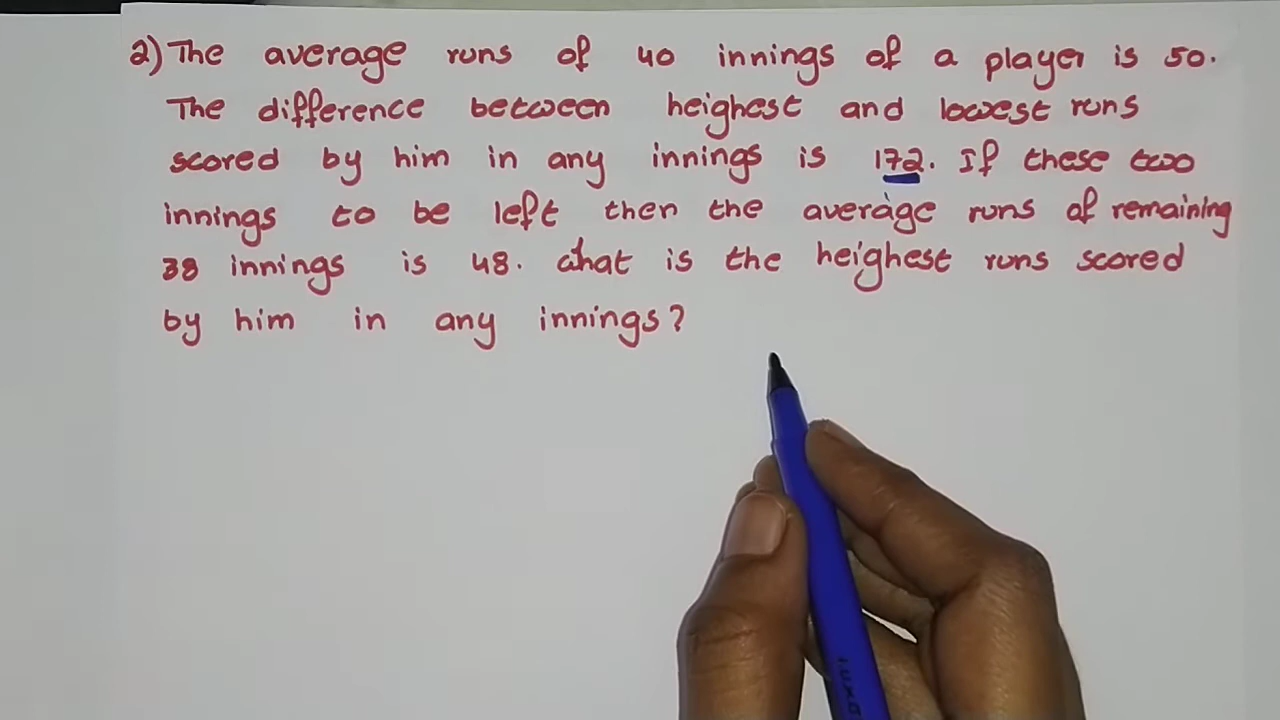 2) The average runs of 40 innings of a player is 50.
The difference between heighest and lowest runs
scored by him in any innings is 172. If these two
innings to be left then the average runs of remaining
38 innings is 48. What is the heighest runs scored
by him in any innings?
LUXO